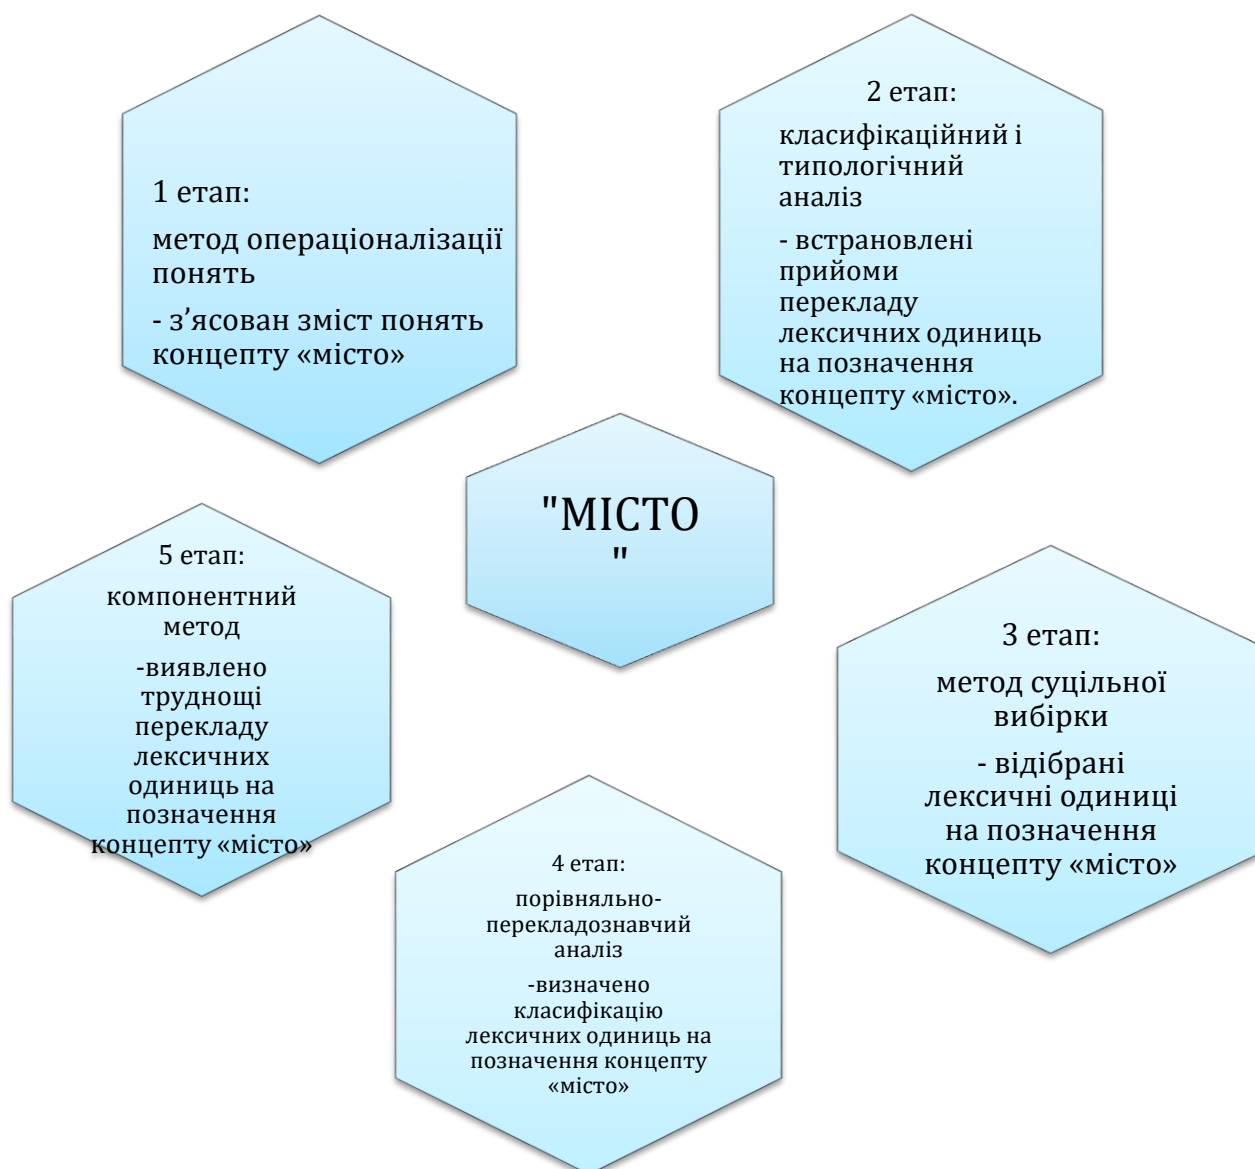 1 етап:
метод операціоналізації
понять
- з’ясован зміст понять
концепту «місто»
2 етап:
класифікаційний і
типологічний
аналіз
- встрановлені
прийоми
перекладу
лексичних одиниць
на позначення
концепту «місто».
"МІСТО
"
3 етап:
метод суцільної
вибірки
- відібрані
лексичні одиниці
на позначення
концепту «місто»
4 етап:
порівняльно-
перекладознавчий
аналіз
-визначено
класифікацію
лексичних одиниць на
позначення концепту
«місто»
5 етап:
компонентний
метод
-виявлено
труднощі
перекладу
лексичних
одиниць на
позначення
концепту «місто»